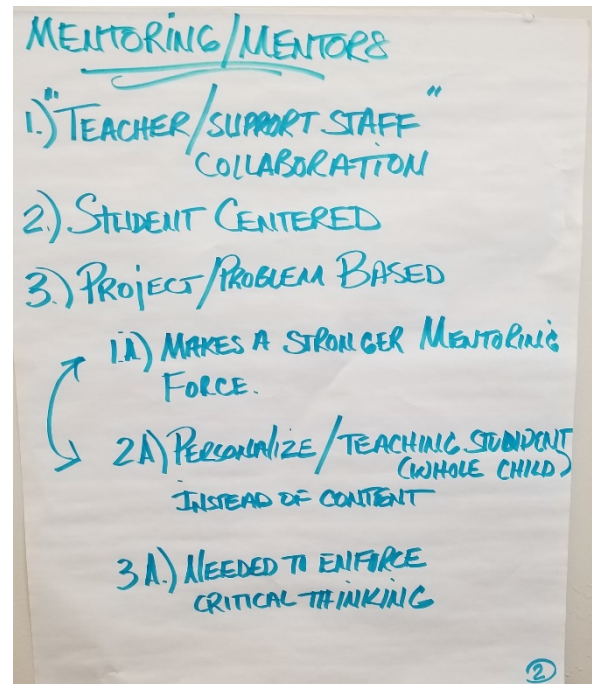 MENTORING/MENTORS
1.) "TEACHER/SUPPORT STAFF"
COLLABORATION
2.) STUDENT CENTERED
3.) PROJECT/PROBLEM BASED
1.A) MAKES A STRONGER MENTORING
FORCE.
2A) PERSONALIZE/TEACHING STUDENT
(WHOLE CHILD)
INSTEAD OF CONTENT
3A.) NEEDED TO ENFORCE
CRITICAL THINKING
2